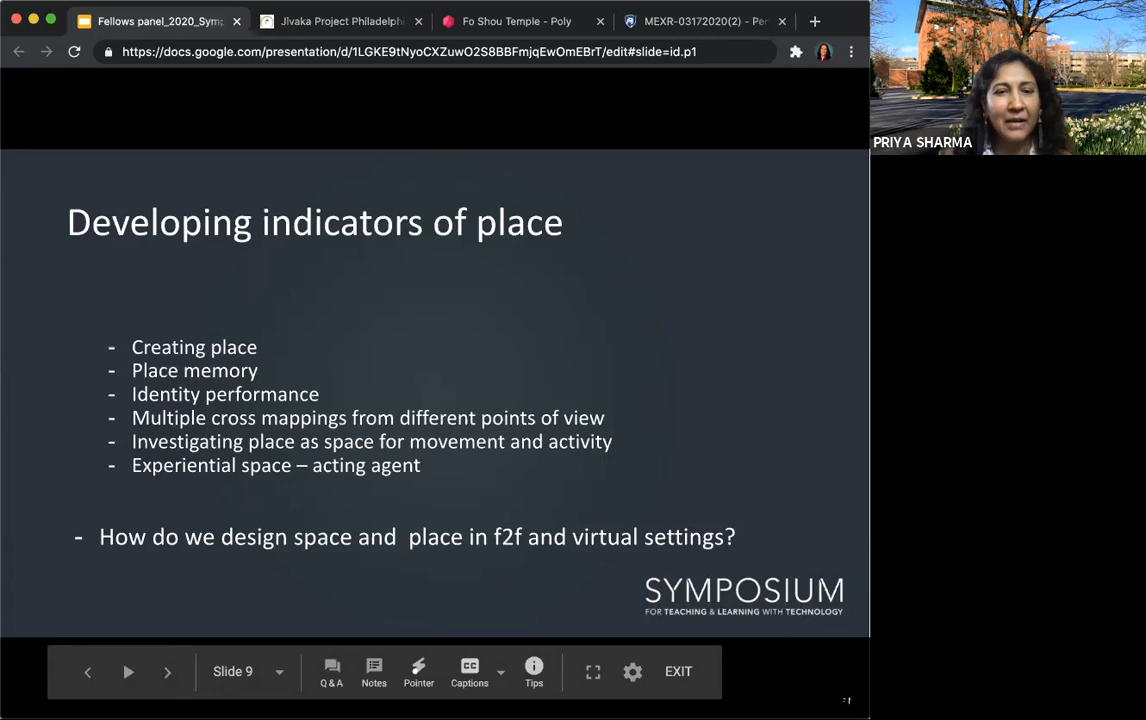 Fellows panel_2020_Symp
Jīvaka Project Philadelphi
Fo Shou Temple - Poly
MEXR-03172020(2) - Per
https://docs.google.com/presentation/d/1LGKE9tNyoCXZuwO2S8BBFmjqEwOmEBrT/edit#slide=id.p1
PRIYA SHARMA
Developing indicators of place
- Creating place
- Place memory
- Identity performance
- Multiple cross mappings from different points of view
- Investigating place as space for movement and activity
- Experiential space – acting agent
- How do we design space and place in f2f and virtual settings?
SYMPOSIUM
FOR TEACHING & LEARNING WITH TECHNOLOGY
Slide 9
Q & A
Notes
Pointer
CC
Captions
Tips
EXIT